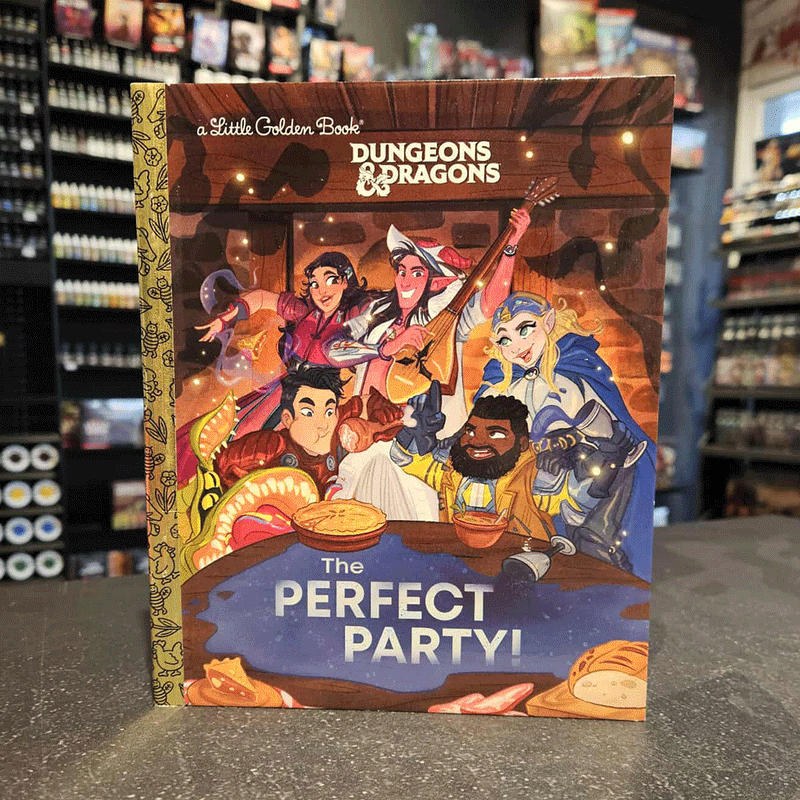 a Little Golden Book®
DUNGEONS
& DRAGONS
The
PERFECT
PARTY!